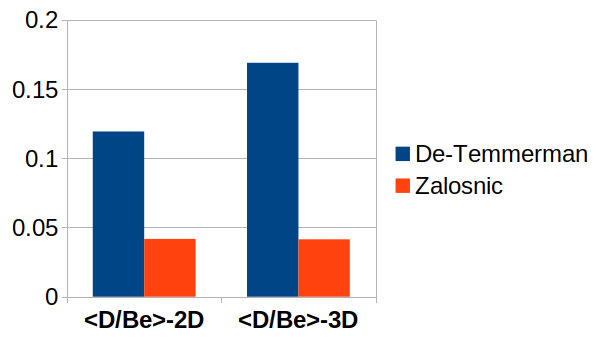 0.2
0.15
0.1
0.05
0
<D/Be>-2D
<D/Be>-3D
De-Temmerman
Zalosnic